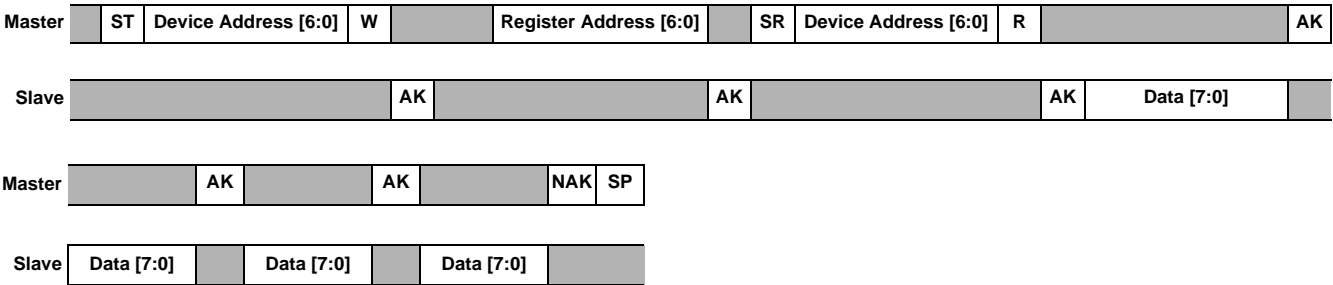 Master ST Device Address [6:0] W Register Address [6:0] SR Device Address [6:0] R AK
Slave AK AK AK Data [7:0]
Master AK AK NAK SP
Slave Data [7:0] Data [7:0] Data [7:0]